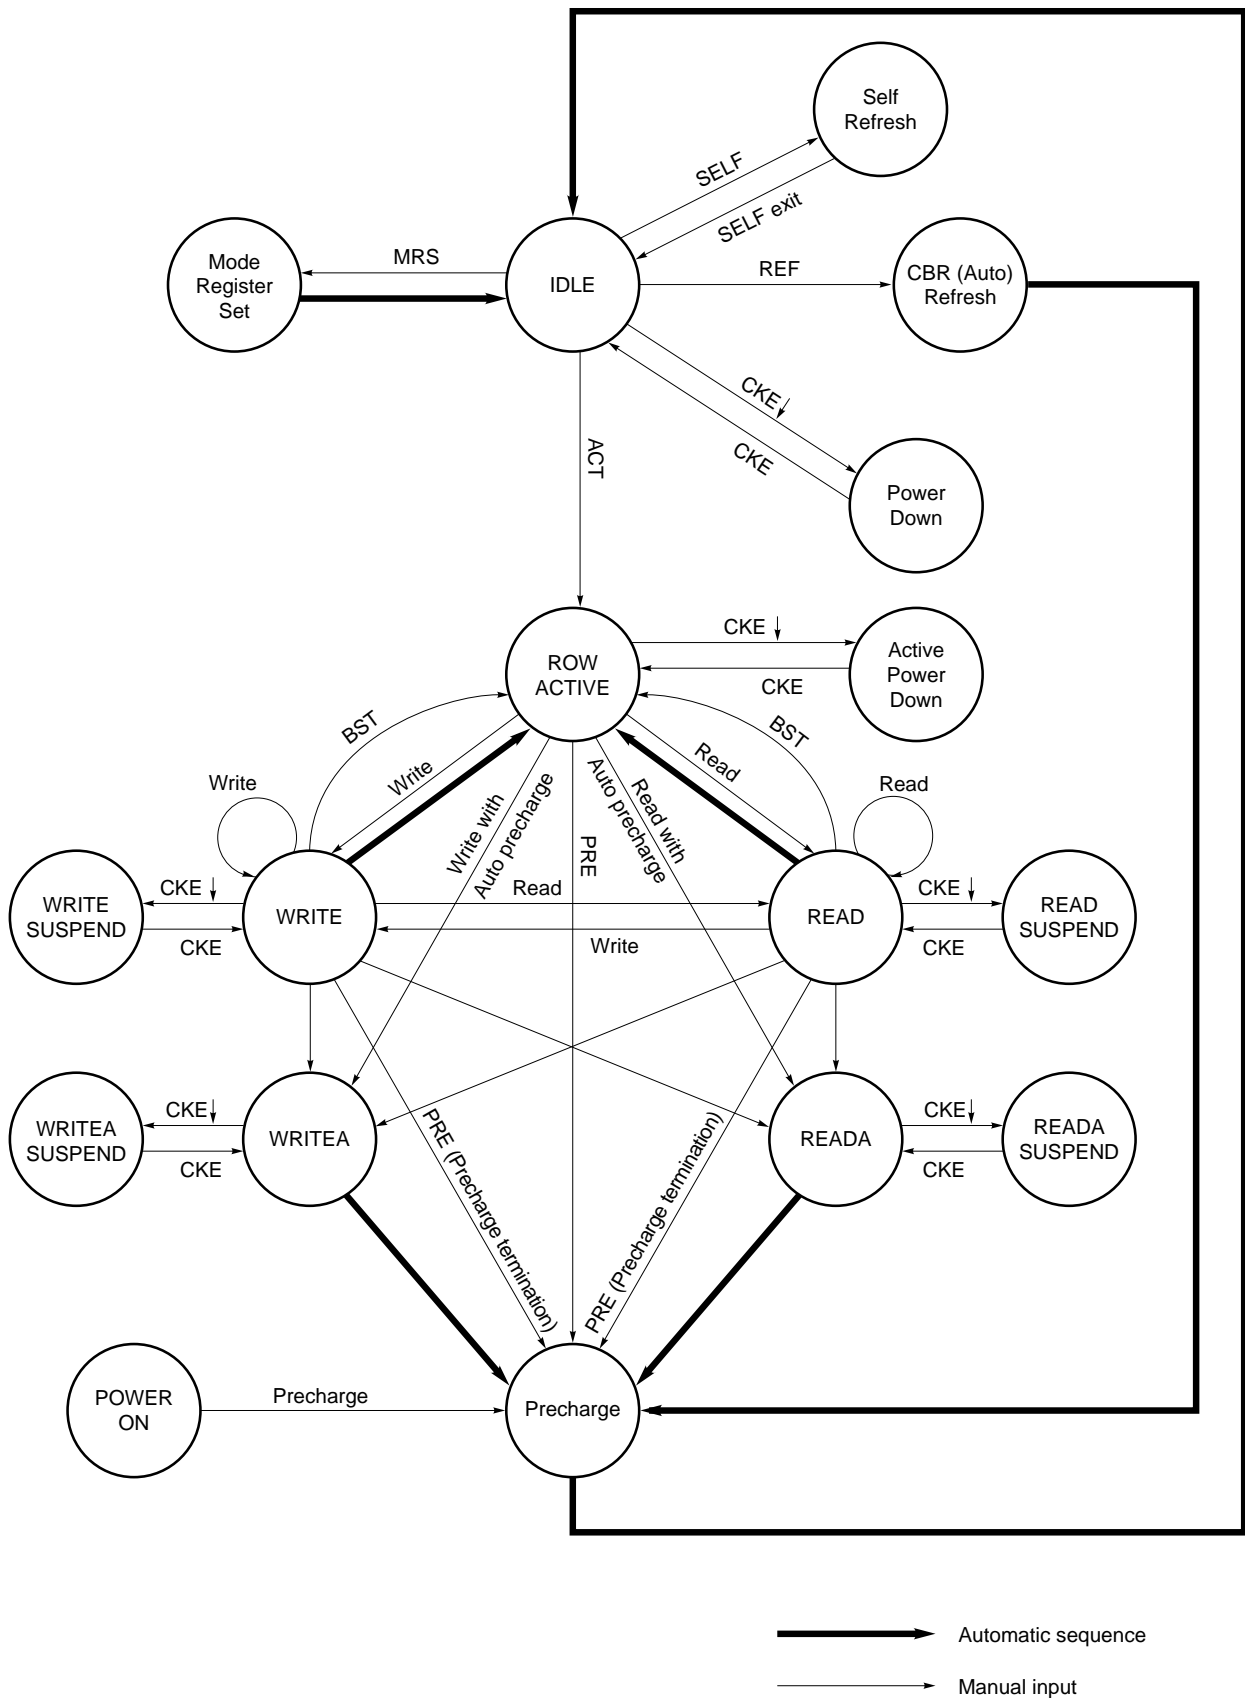 Self
Refresh
SELF
SELF exit
Mode
Register
Set
MRS
IDLE
REF
CBR (Auto)
Refresh
CKE
CKE
ACT
Power
Down
ROW
ACTIVE
CKE
CKE
Active
Power
Down
BST
BST
Write
Read
Write
Read
Write with
Auto precharge
PRE
Read with
Auto precharge
WRITE
SUSPEND
CKE
CKE
WRITE
Read
Write
READ
CKE
CKE
READ
SUSPEND
WRITEA
SUSPEND
CKE
CKE
WRITEA
PRE (Precharge termination)
PRE (Precharge termination)
READA
CKE
CKE
READA
SUSPEND
POWER
ON
Precharge
Precharge
Automatic sequence
Manual input